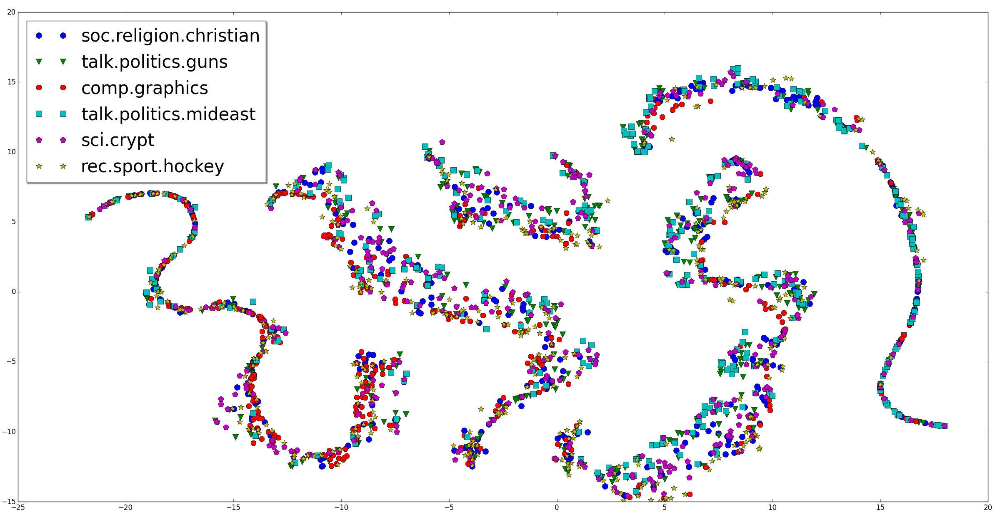 20
15
10
5
0
−5
−10
−15
soc.religion.christian
talk.politics.guns
comp.graphics
talk.politics.mideast
sci.crypt
rec.sport.hockey
−25 −20 −15 −10 −5 0 5 10 15 20